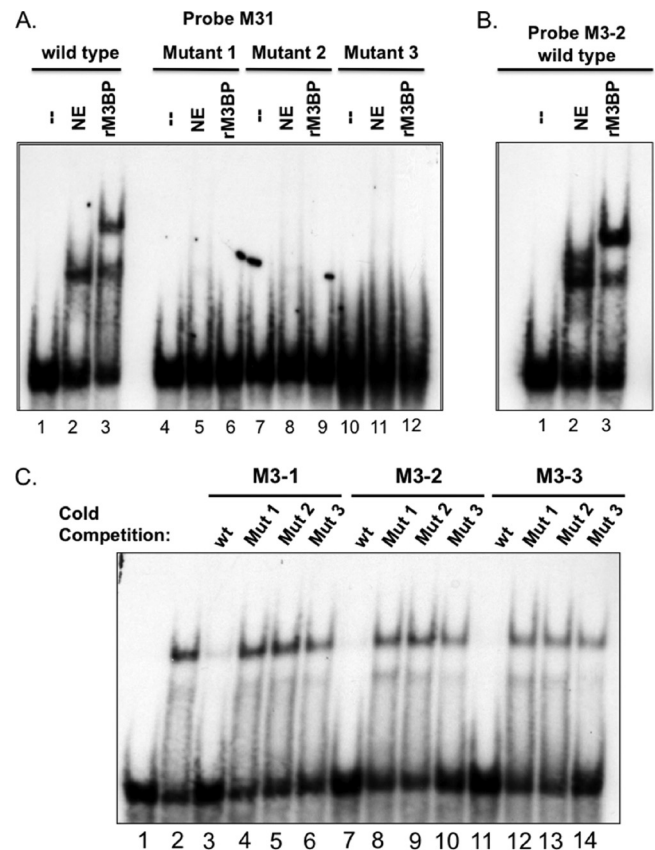 A.
Probe M31
wild type Mutant 1 Mutant 2 Mutant 3
-- NE rM3BP -- NE rM3BP -- NE rM3BP -- NE rM3BP
1 2 3 4 5 6 7 8 9 10 11 12
B.
Probe M3-2
wild type
-- NE rM3BP
1 2 3
C.
M3-1 M3-2 M3-3
Cold
Competition:
wt Mut 1 Mut 2 Mut 3 wt Mut 1 Mut 2 Mut 3 wt Mut 1 Mut 2 Mut 3
1 2 3 4 5 6 7 8 9 10 11 12 13 14